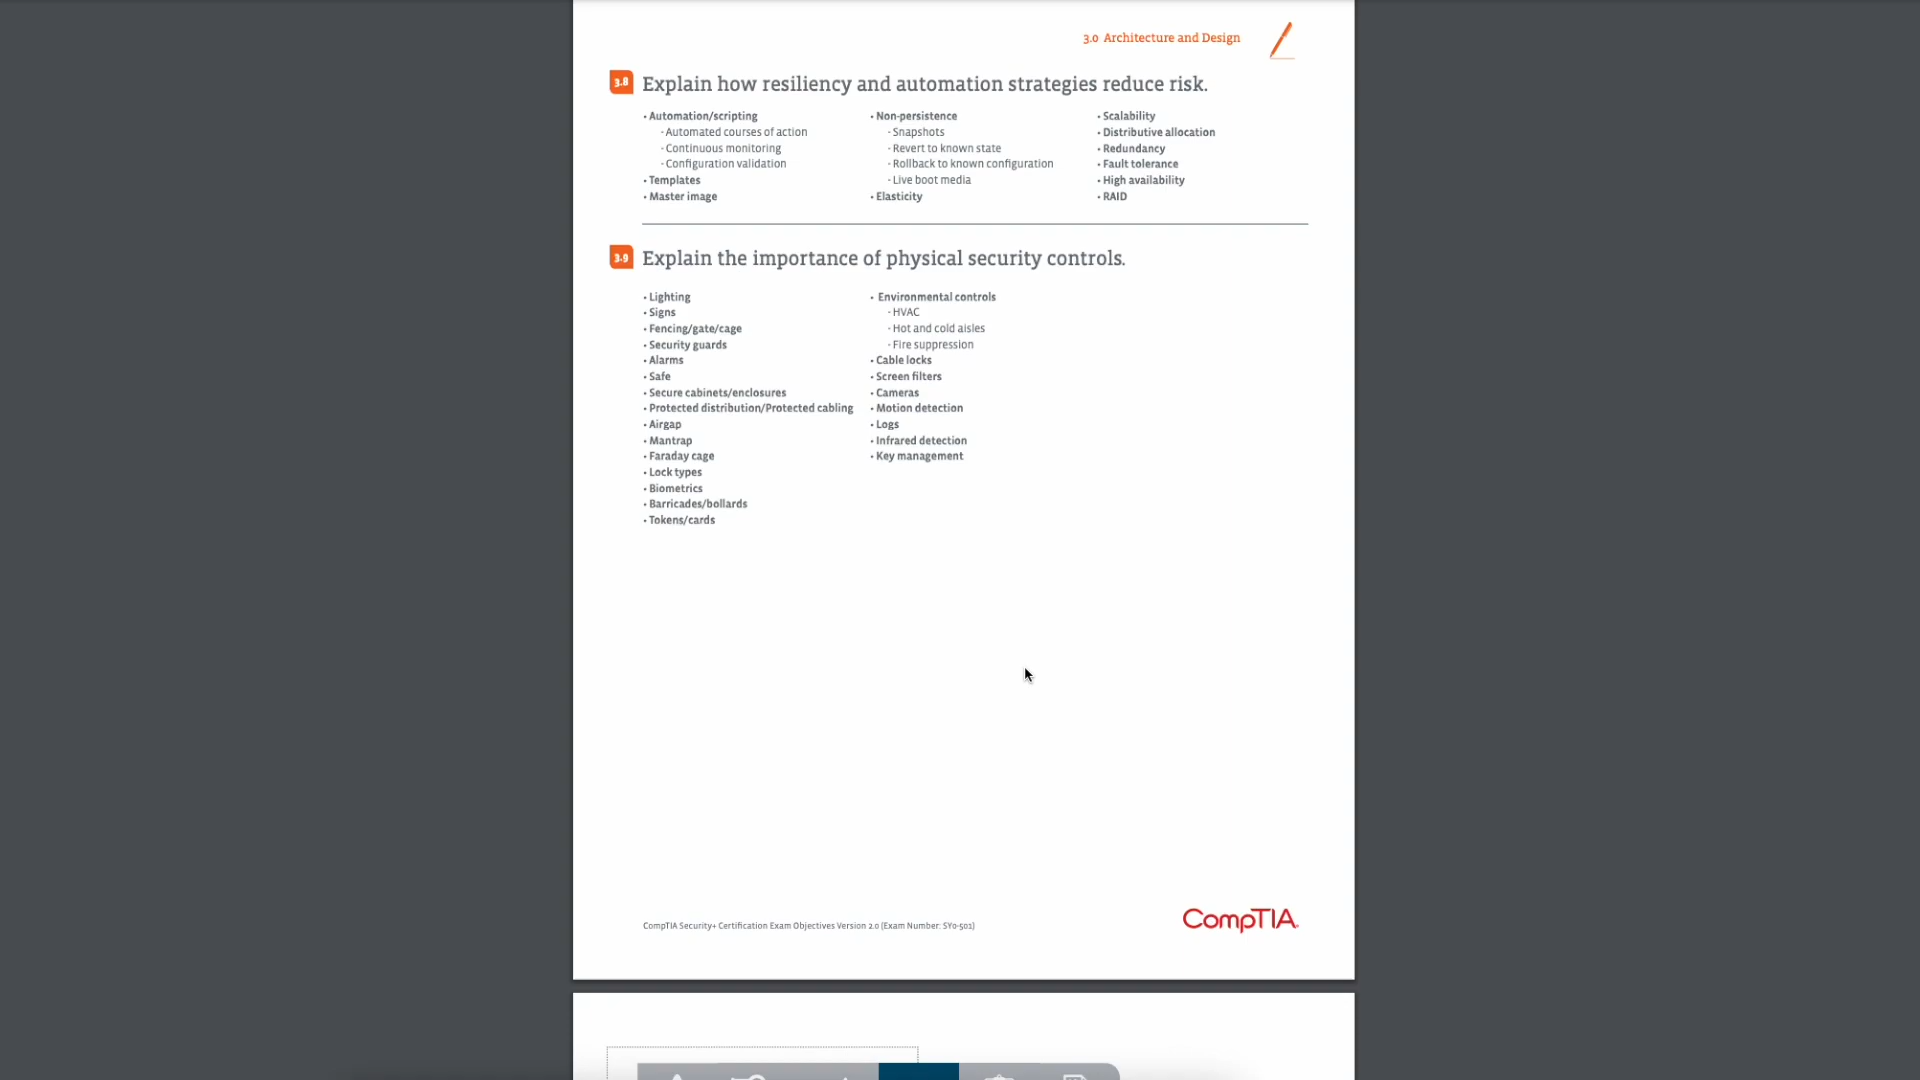 3.0 Architecture and Design
3.8 Explain how resiliency and automation strategies reduce risk.
• Automation/scripting
- Automated courses of action
- Continuous monitoring
- Configuration validation
• Templates
• Master image
• Non-persistence
- Snapshots
- Revert to known state
- Rollback to known configuration
- Live boot media
• Elasticity
• Scalability
• Distributive allocation
• Redundancy
• Fault tolerance
• High availability
• RAID
3.9 Explain the importance of physical security controls.
• Lighting
• Signs
• Fencing/gate/cage
• Security guards
• Alarms
• Safe
• Secure cabinets/enclosures
• Protected distribution/Protected cabling
• Airgap
• Mantrap
• Faraday cage
• Lock types
• Biometrics
• Barricades/bollards
• Tokens/cards
• Environmental controls
- HVAC
- Hot and cold aisles
- Fire suppression
• Cable locks
• Screen filters
• Cameras
• Motion detection
• Logs
• Infrared detection
• Key management
CompTIA Security+ Certification Exam Objectives Version 2.0 (Exam Number: SY0-501)
CompTIA.